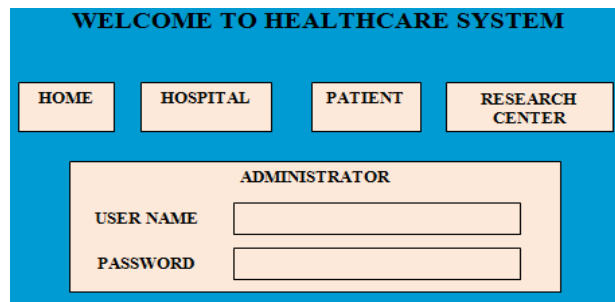 WELCOME TO HEALTHCARE SYSTEM
HOME
HOSPITAL
PATIENT
RESEARCH
CENTER
ADMINISTRATOR
USER NAME
PASSWORD